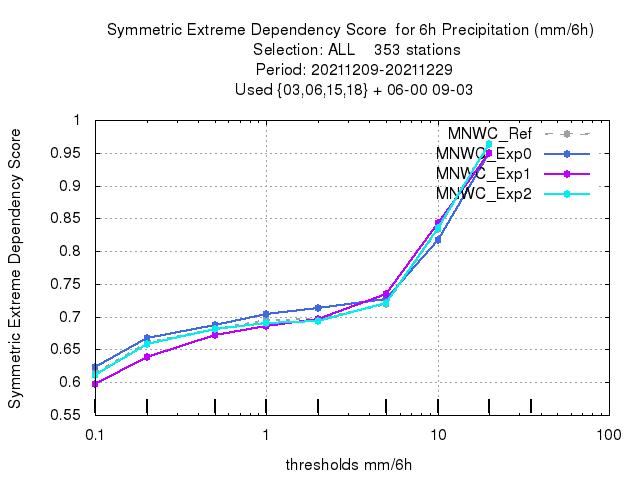 Symmetric Extreme Dependency Score  for 6h Precipitation (mm/6h)
Selection: ALL    353 stations
Period: 20211209-20211229
Used {03,06,15,18} + 06-00 09-03
Symmetric Extreme Dependency Score
1
0.95
0.9
0.85
0.8
0.75
0.7
0.65
0.6
0.55
MNWC_Ref
MNWC_Exp0
MNWC_Exp1
MNWC_Exp2
0.1 1 10 100
thresholds mm/6h